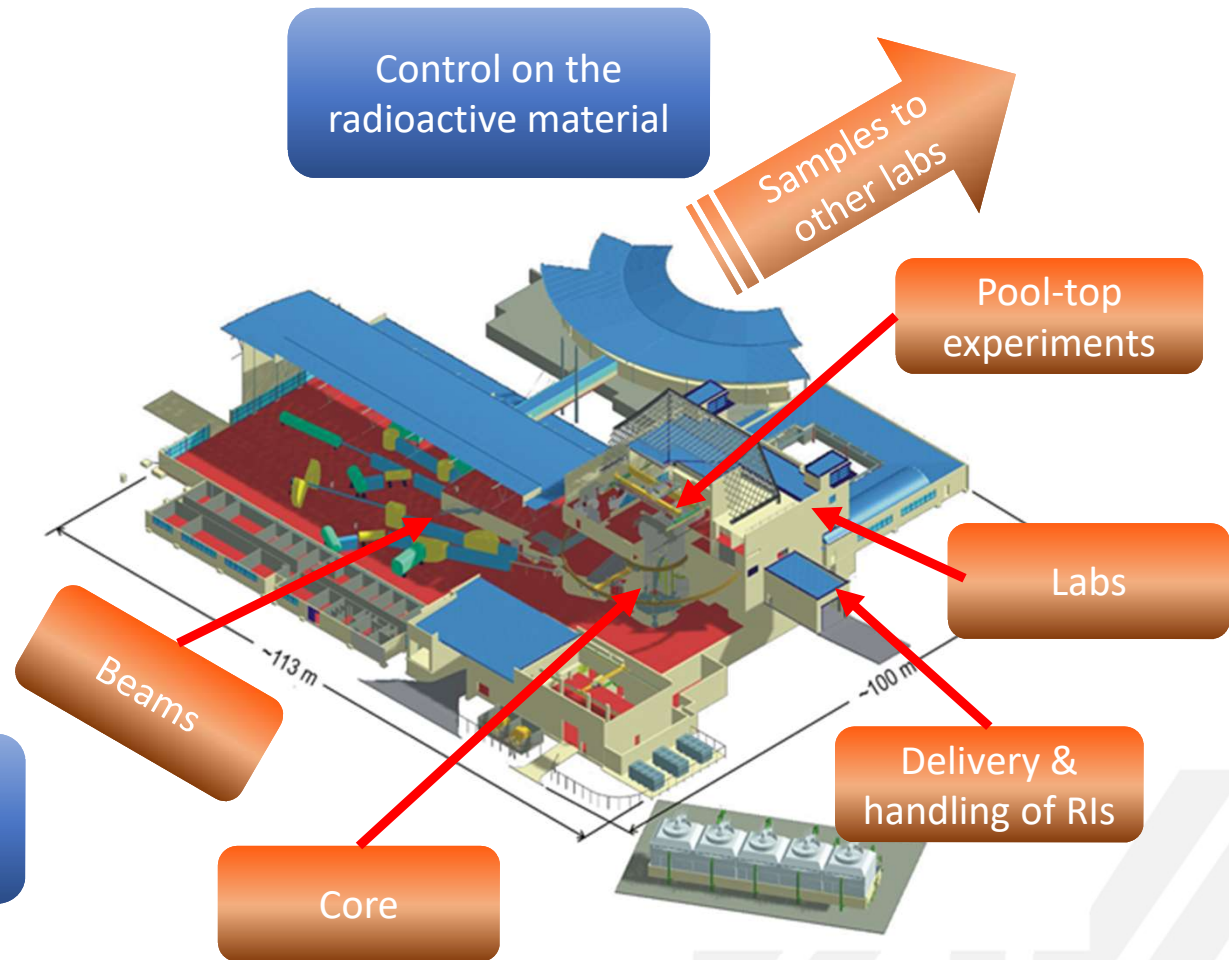 Control on the
radioactive material
Samples to
other labs
Pool-top
experiments
Labs
Beams
~113 m
~100 m
Delivery &
handling of RIs
Core